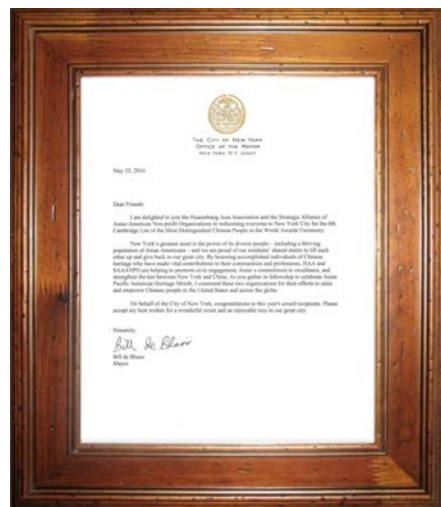 THE CITY OF NEW YORK
OFFICE OF THE MAYOR
NEW YORK, N.Y. 10007
May 25, 2016
Dear Friends:
I am delighted to join the Huaxinbang Asia Association and the Strategic Alliance of
Asian American Non-profit Organizations in welcoming everyone to New York City for the 6th
Cambridge List of the Most Distinguished Chinese People in the World Awards Ceremony.
New York's greatest asset is the power of its diverse people – including a thriving
population of Asian Americans – and we are proud of our residents' shared desire to lift each
other up and give back to our great city. By honoring accomplished individuals of Chinese
heritage who have made vital contributions to their communities and professions, HAA and
SAAANPO are helping to promote civic engagement, foster a commitment to excellence, and
strengthen the ties between New York and China. As you gather in fellowship to celebrate Asian
Pacific American Heritage Month, I commend these two organizations for their efforts to unite
and empower Chinese people in the United States and across the globe.
On behalf of the City of New York, congratulations to this year's award recipients. Please
accept my best wishes for a wonderful event and an enjoyable stay in our great city.
Sincerely,
Bill de Blasio
Bill de Blasio
Mayor